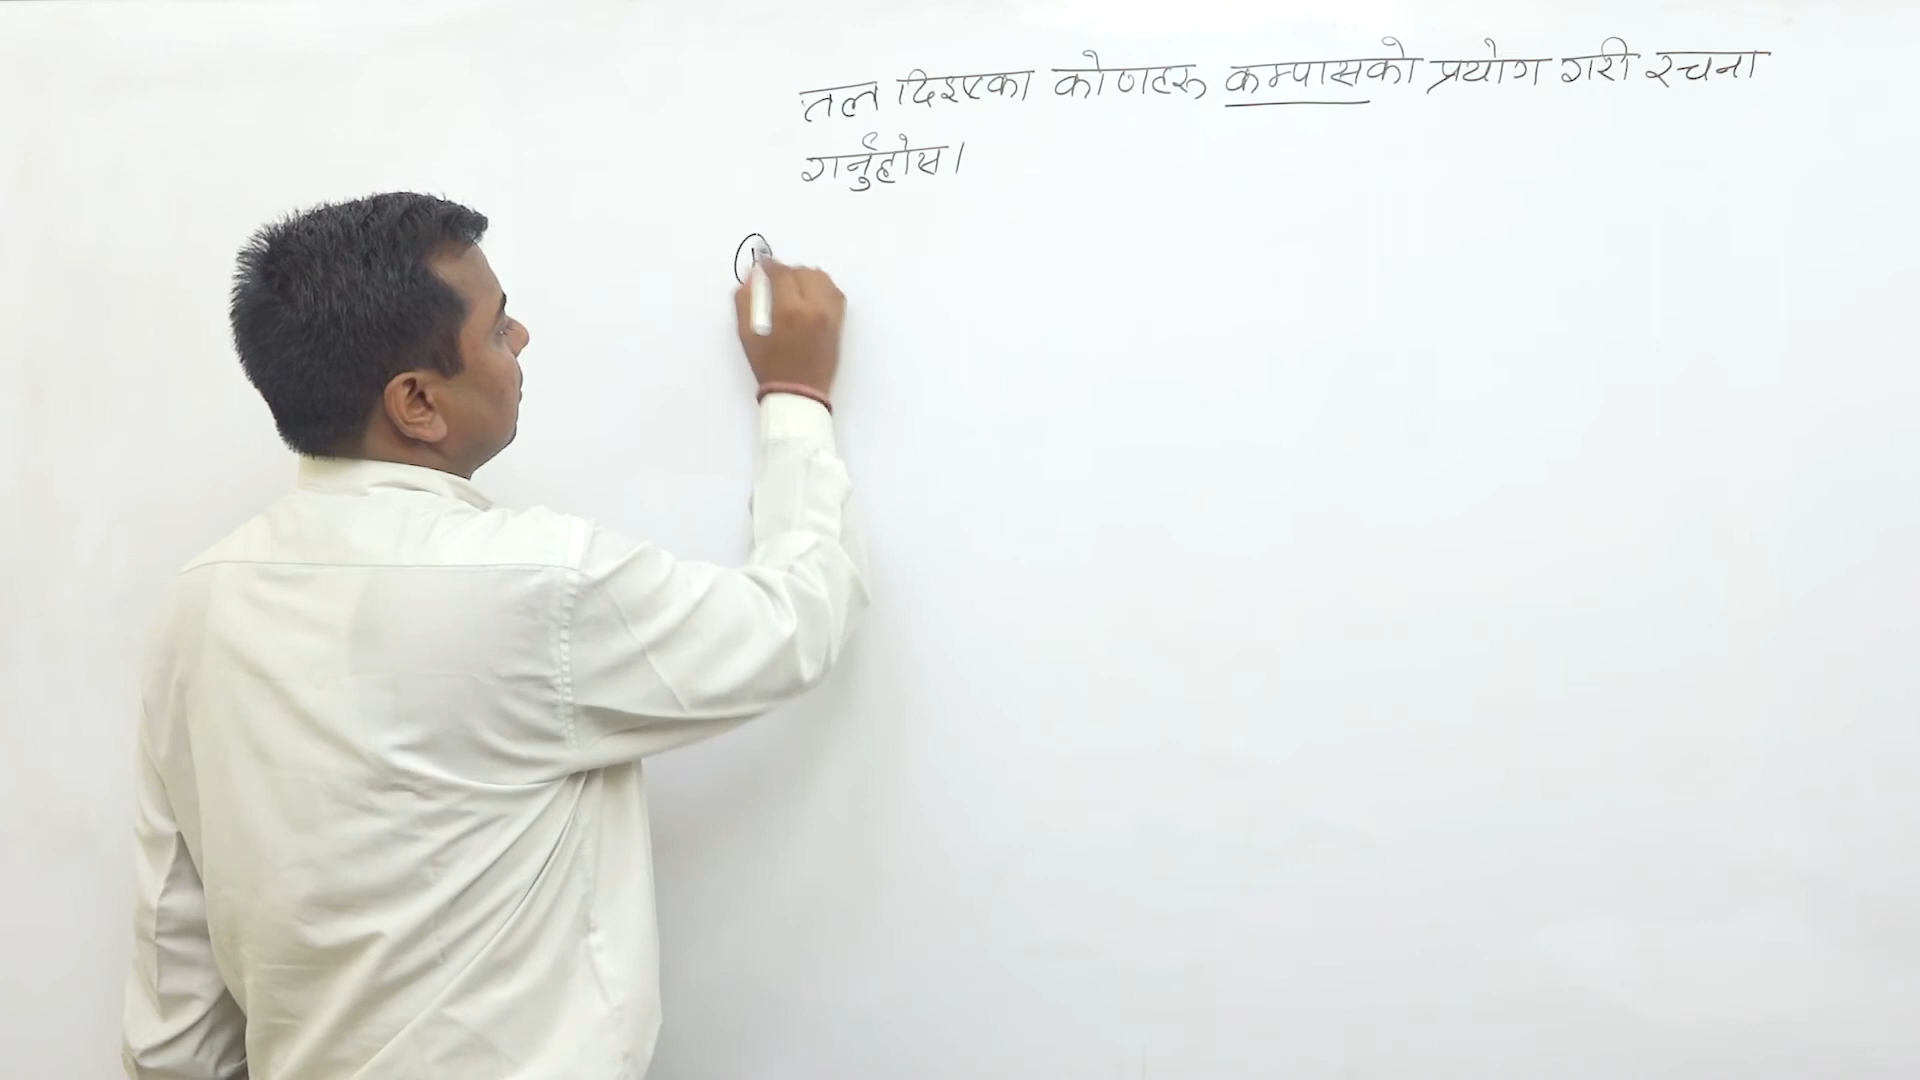 तल दिइएका कोणहरू कम्पासको प्रयोग गरी रचना
गर्नुहोस।